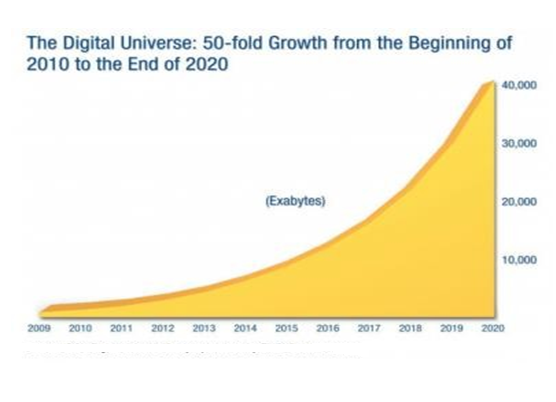 The Digital Universe: 50-fold Growth from the Beginning of
2010 to the End of 2020
40,000
30,000
(Exabytes)
20,000
10,000
2009 2010 2011 2012 2013 2014 2015 2016 2017 2018 2019 2020